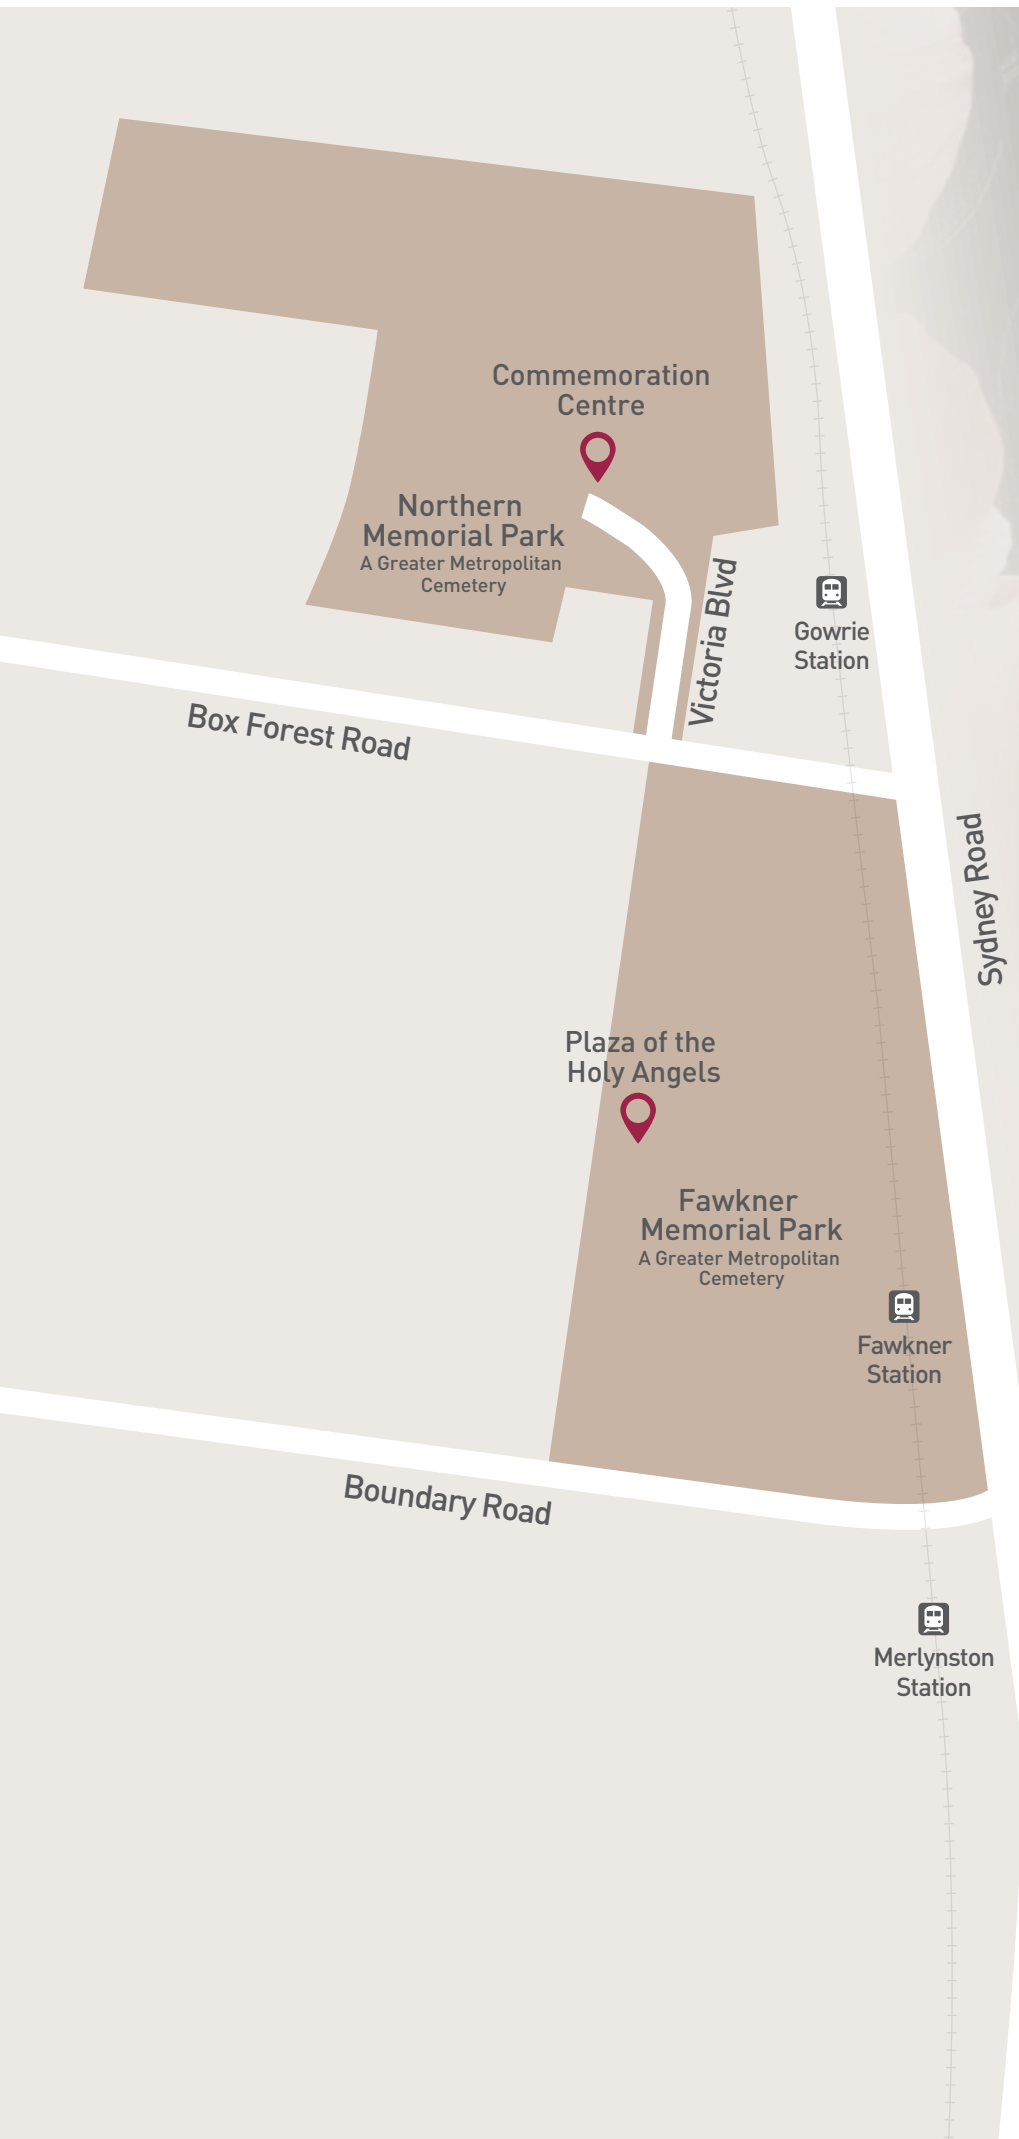 Commemoration
Centre
Northern
Memorial Park
A Greater Metropolitan
Cemetery
Victoria Blvd
Gowrie
Station
Box Forest Road
Sydney Road
Plaza of the
Holy Angels
Fawkner
Memorial Park
A Greater Metropolitan
Cemetery
Fawkner
Station
Boundary Road
Merlynston
Station